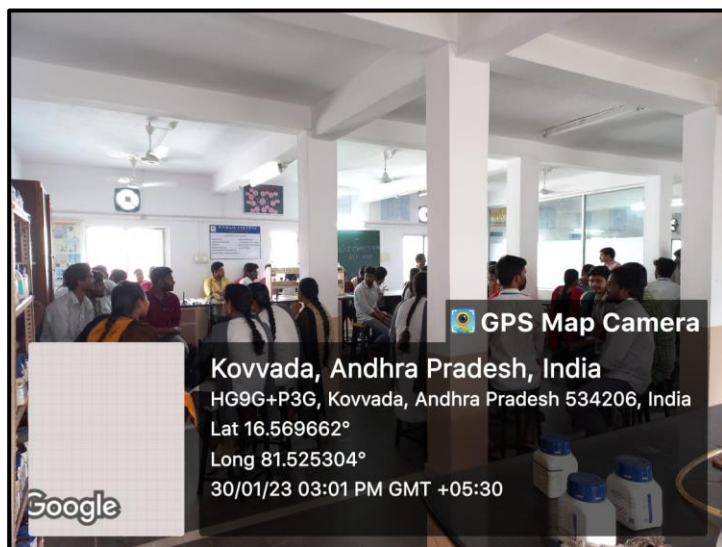 GPS Map Camera
Kovvada, Andhra Pradesh, India
HG9G+P3G, Kovvada, Andhra Pradesh 534206, India
Lat 16.569662°
Long 81.525304°
30/01/23 03:01 PM GMT +05:30
Google